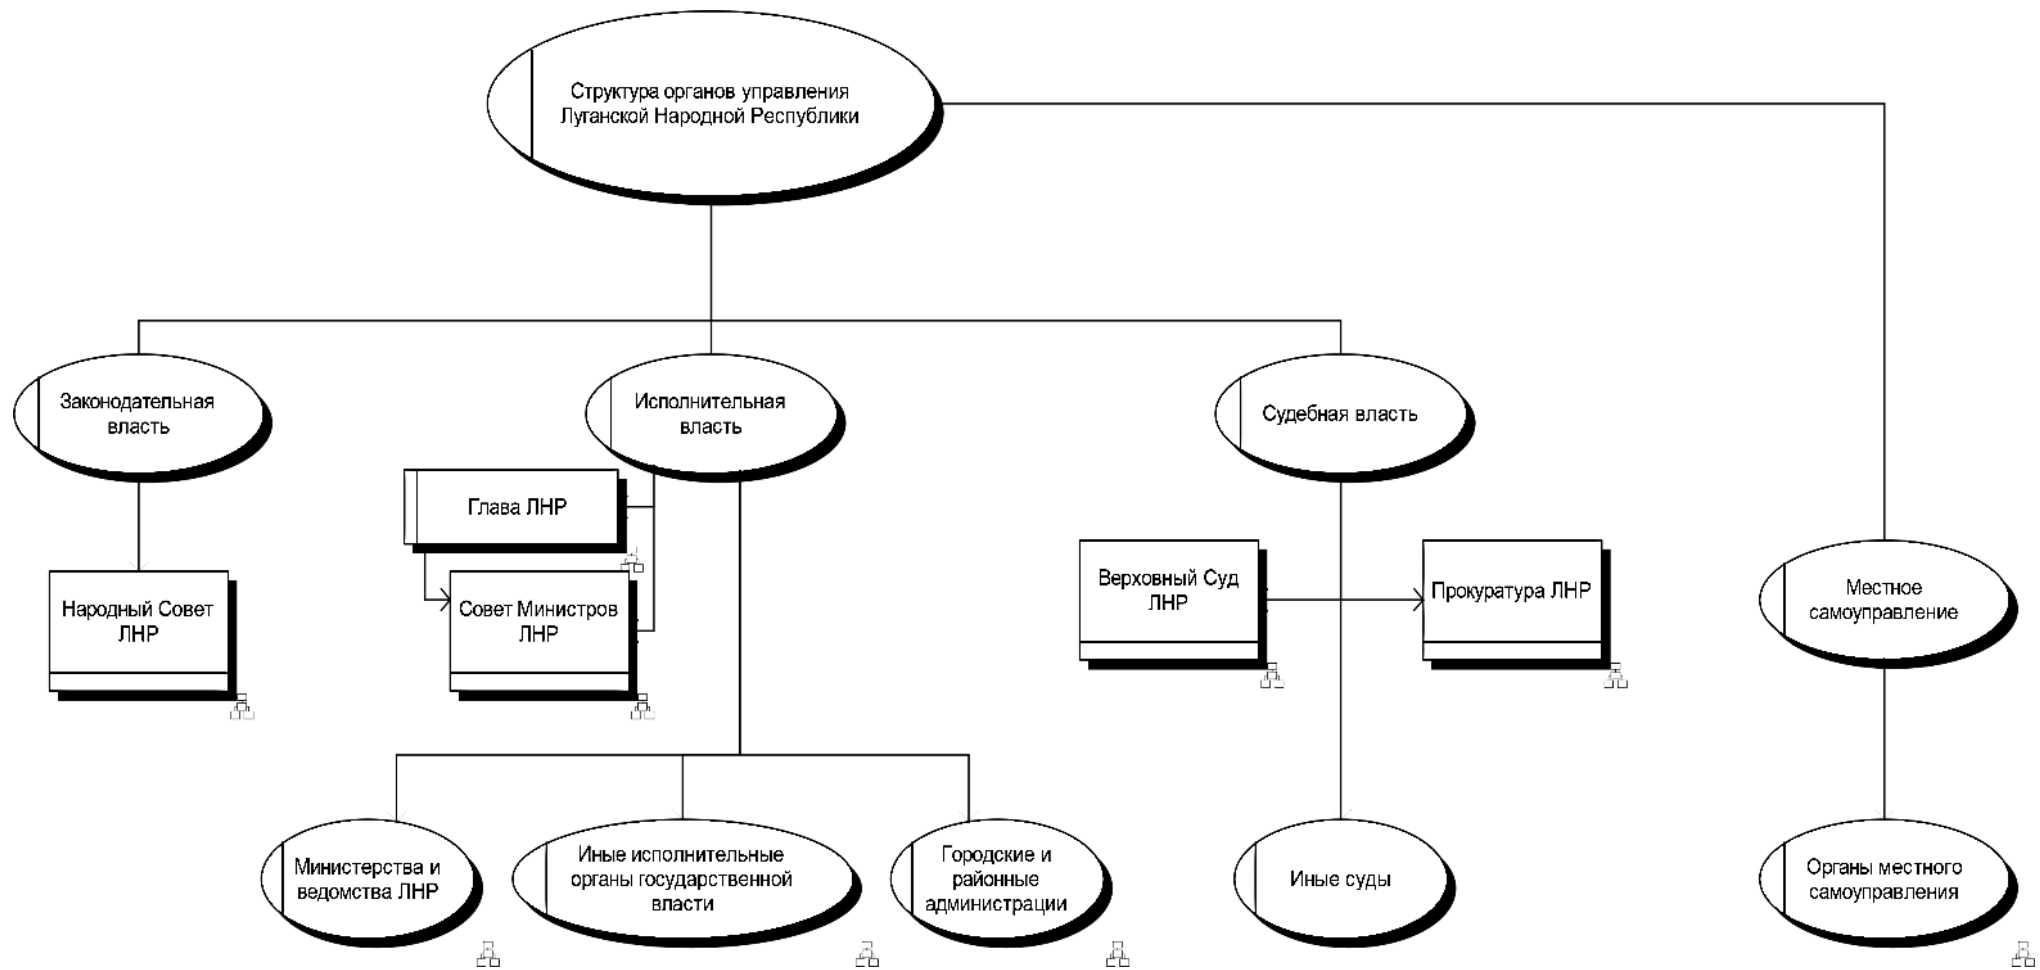 Структура органов управления
Луганской Народной Республики
Законодательная
власть
Исполнительная
власть
Судебная власть
Глава ЛНР
Народный Совет
ЛНР
Совет Министров
ЛНР
Верховный Суд
ЛНР
Прокуратура ЛНР
Местное
самоуправление
Министерства и
ведомства ЛНР
Иные исполнительные
органы государственной
власти
Городские и
районные
администрации
Иные суды
Органы местного
самоуправления